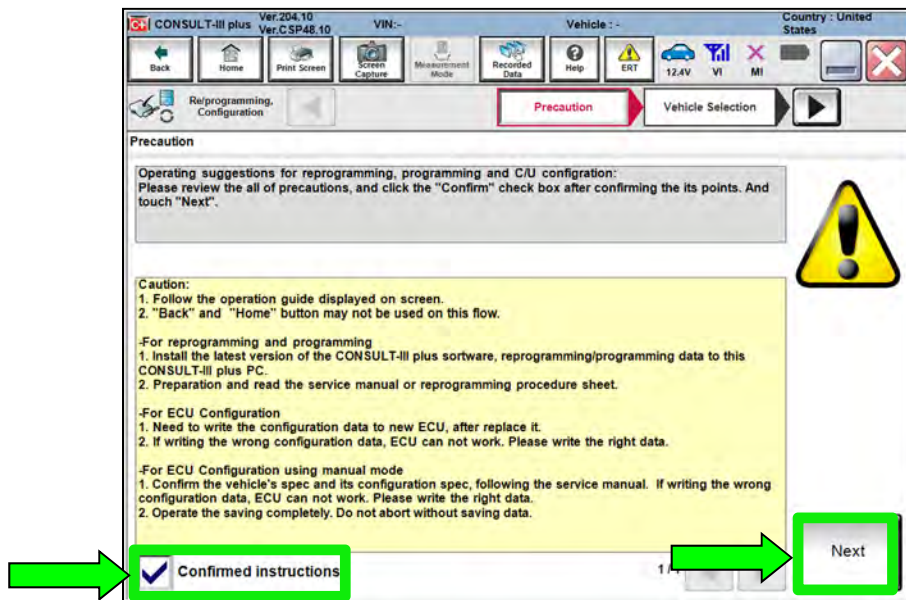 CONSULT-III plus Ver.204.10 VIN:- Vehicle : - Country : United
Ver.CSP48.10 States
Back Home Print Screen Screen Capture Measurement Mode Recorded Data Help ERT 12.4V VI MI
Re/programming,
Configuration
Precaution Vehicle Selection
Precaution
Operating suggestions for reprogramming, programming and C/U configration:
Please review the all of precautions, and click the "Confirm" check box after confirming the its points. And
touch "Next".
Caution:
1. Follow the operation guide displayed on screen.
2. "Back" and "Home" button may not be used on this flow.
-For reprogramming and programming
1. Install the latest version of the CONSULT-III plus sortware, reprogramming/programming data to this
CONSULT-III plus PC.
2. Preparation and read the service manual or reprogramming procedure sheet.
-For ECU Configuration
1. Need to write the configuration data to new ECU, after replace it.
2. If writing the wrong configuration data, ECU can not work. Please write the right data.
-For ECU Configuration using manual mode
1. Confirm the vehicle's spec and its configuration spec, following the service manual. If writing the wrong
configuration data, ECU can not work. Please write the right data.
2. Operate the saving completely. Do not abort without saving data.
Confirmed instructions
Next